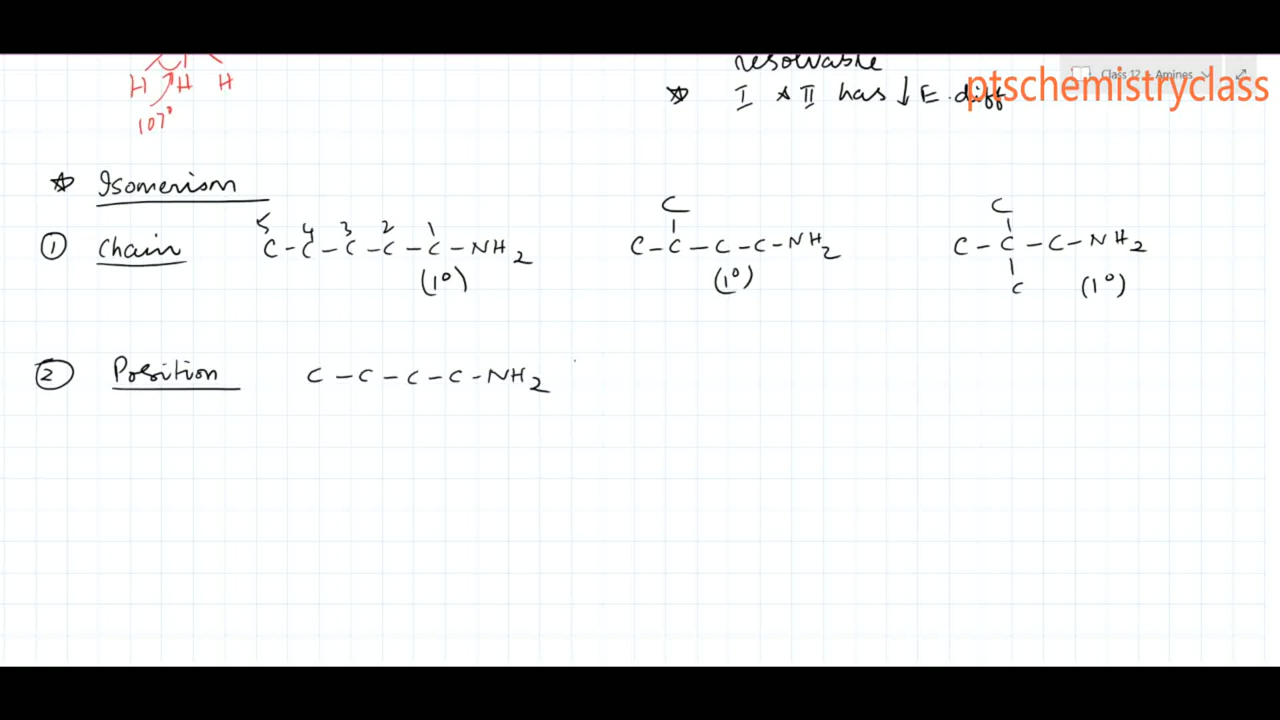 H H H
107°
resolvable
☆ I & II has ↓ E. diff
Class 12 - Amines
ptschemistryclass
☆ Isomerism
① Chain
5 4 3 2 1
C - C - C - C - C - NH2
(1°)
C
C - C - C - C - NH2
(1°)
C
C - C - C - NH2
C
(1°)
② Position
C - C - C - C - NH2